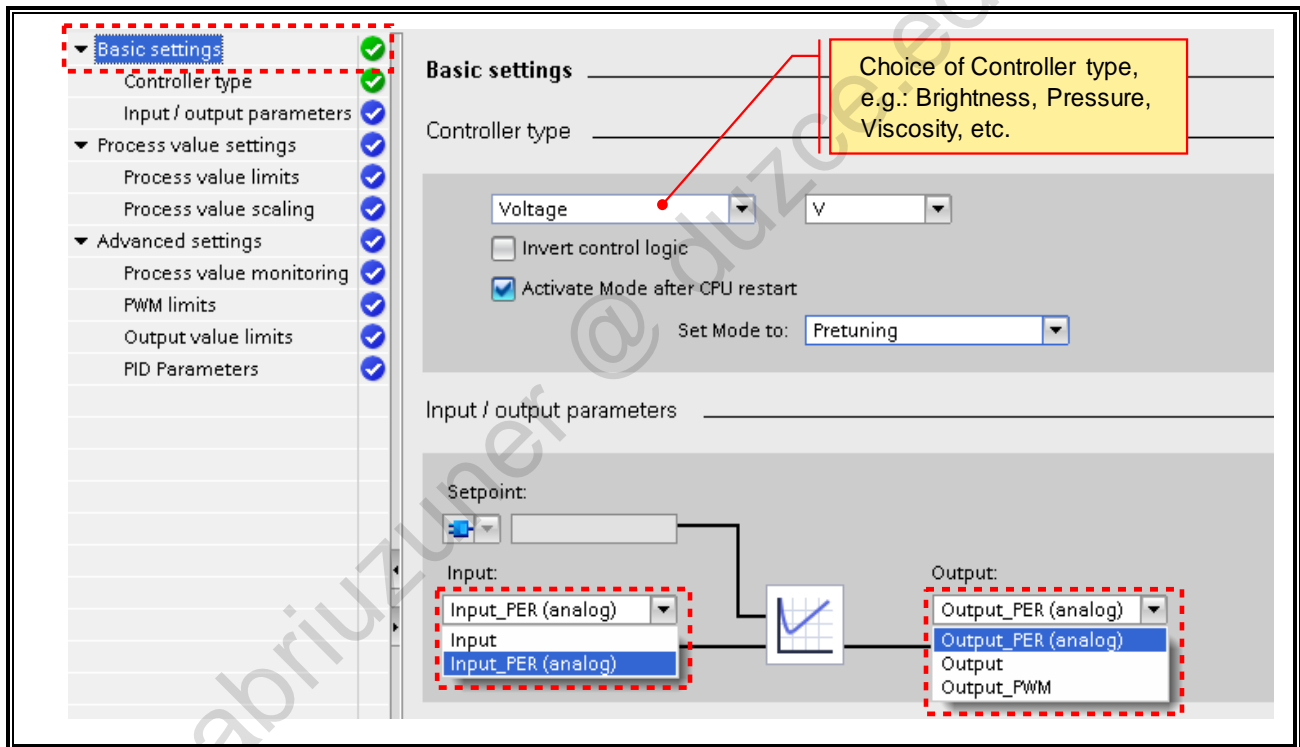 Basic settings
Controller type
Input / output parameters
Process value settings
Process value limits
Process value scaling
Advanced settings
Process value monitoring
PWM limits
Output value limits
PID Parameters
Basic settings
Choice of Controller type,
e.g.: Brightness, Pressure,
Viscosity, etc.
Controller type
Voltage
V
Invert control logic
Activate Mode after CPU restart
Set Mode to: Pretuning
Input / output parameters
Setpoint:
Input:
Input_PER (analog)
Input
Input_PER (analog)
Output:
Output_PER (analog)
Output_PER (analog)
Output
Output_PWM
abriuzuner @ duzce.ed